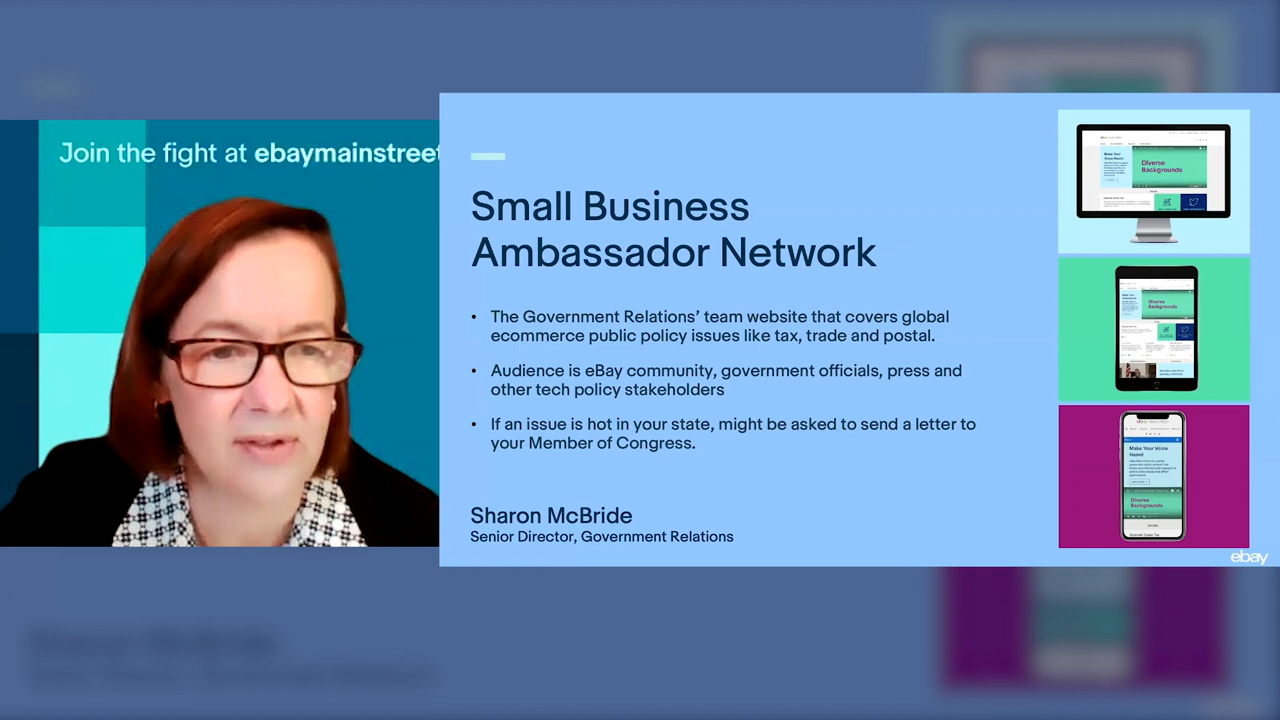 Join the fight at ebaymainstreet
Small Business
Ambassador Network
• The Government Relations’ team website that covers global
ecommerce public policy issues like tax, trade and postal.
• Audience is eBay community, government officials, press and
other tech policy stakeholders
• If an issue is hot in your state, might be asked to send a letter to
your Member of Congress.
Sharon McBride
Senior Director, Government Relations
Diverse
Backgrounds
Diverse
Backgrounds
Make Your Voice
Heard
Diverse
Backgrounds
ebay